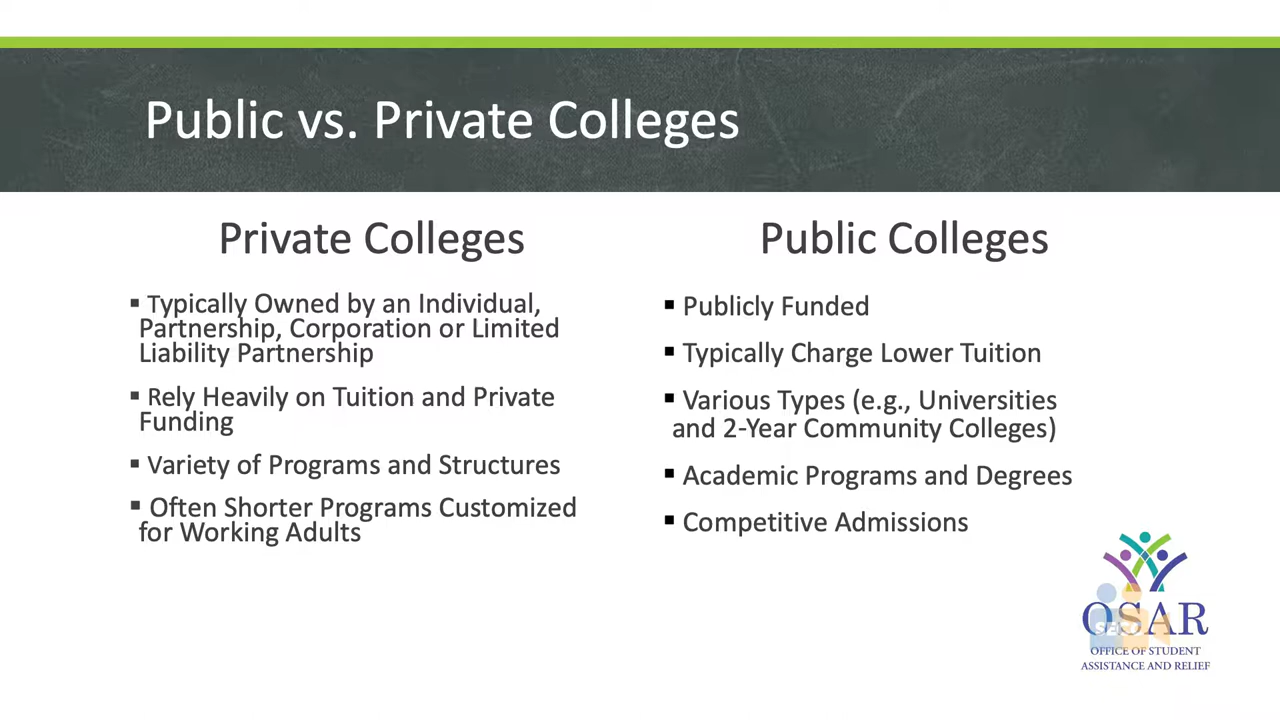 Public vs. Private Colleges
Private Colleges
▪ Typically Owned by an Individual,
Partnership, Corporation or Limited
Liability Partnership
▪ Rely Heavily on Tuition and Private
Funding
▪ Variety of Programs and Structures
▪ Often Shorter Programs Customized
for Working Adults
Public Colleges
▪ Publicly Funded
▪ Typically Charge Lower Tuition
▪ Various Types (e.g., Universities
and 2-Year Community Colleges)
▪ Academic Programs and Degrees
▪ Competitive Admissions
OSAR
OFFICE OF STUDENT
ASSISTANCE AND RELIEF